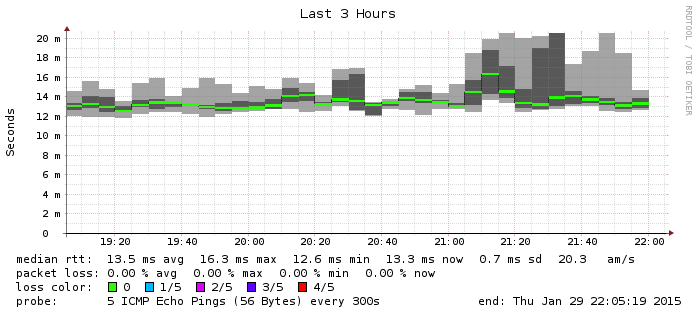 Last 3 Hours
RRDTOOL / TOBI OETIKER
Seconds
20 m
18 m
16 m
14 m
12 m
10 m
8 m
6 m
4 m
2 m
0
19:20 19:40 20:00 20:20 20:40 21:00 21:20 21:40 22:00
median rtt: 13.5 ms avg 16.3 ms max 12.6 ms min 13.3 ms now 0.7 ms sd 20.3 am/s
packet loss: 0.00 % avg 0.00 % max 0.00 % min 0.00 % now
loss color: 0 1/5 2/5 3/5 4/5
probe: 5 ICMP Echo Pings (56 Bytes) every 300s end: Thu Jan 29 22:05:19 2015